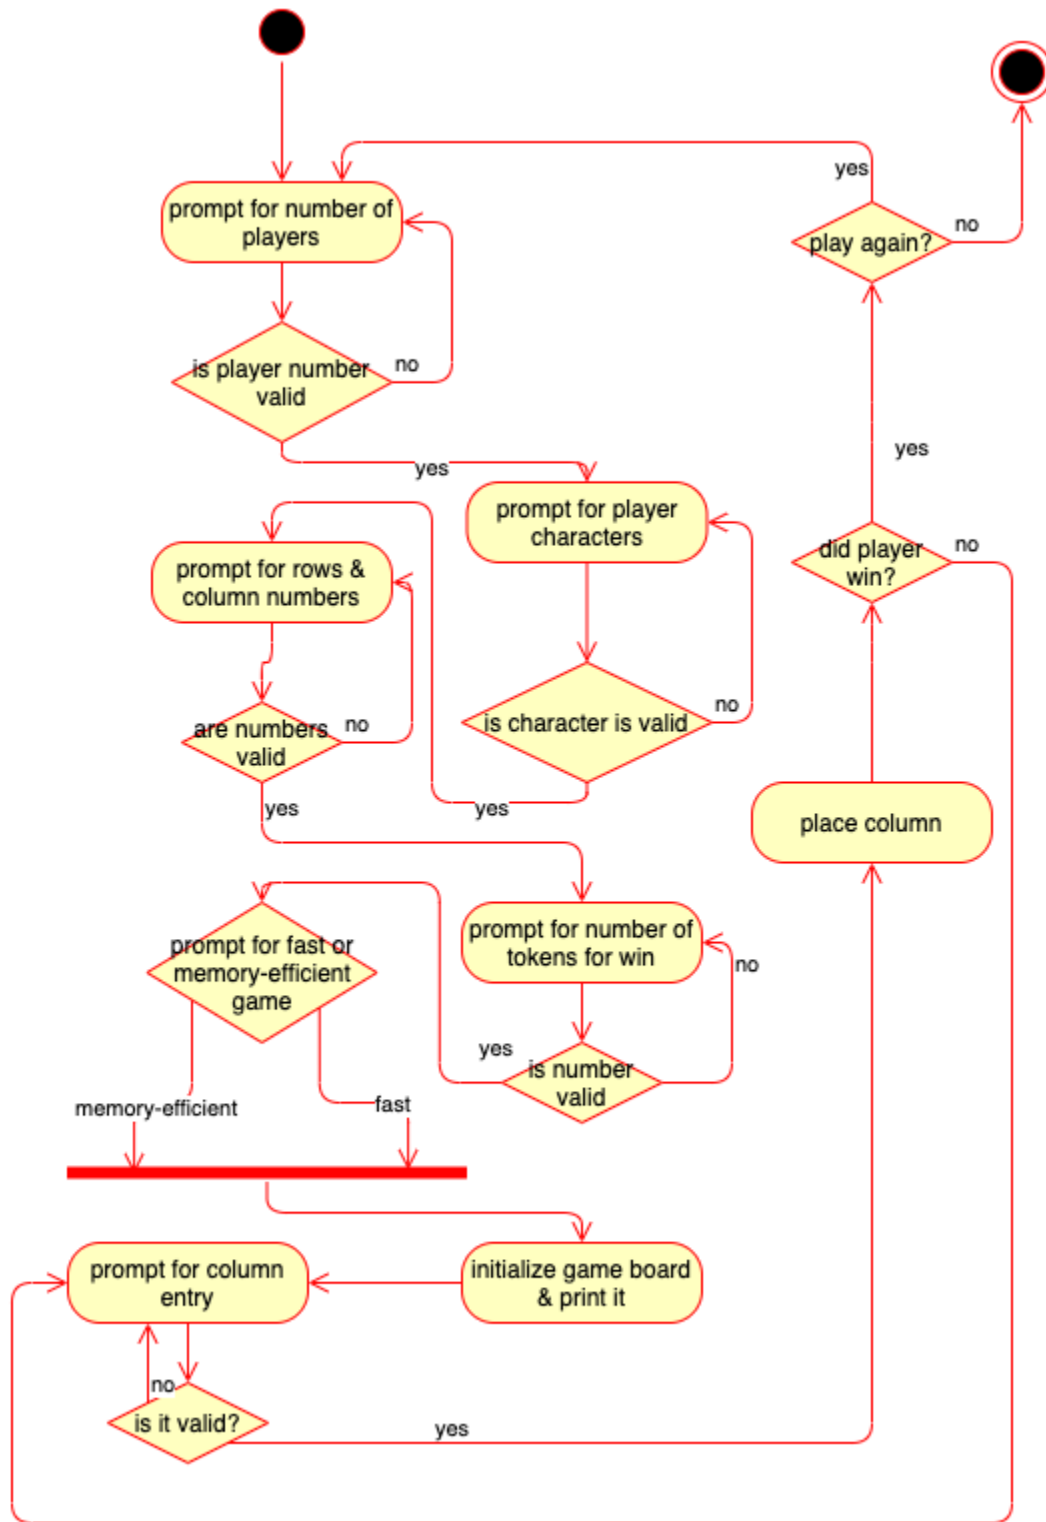 prompt for number of
players
yes
play again?
no
is player number
valid
no
yes
yes
prompt for player
characters
did player
win?
no
prompt for rows &
column numbers
are numbers
valid
no
is character is valid
no
yes
yes
place column
prompt for fast or
memory-efficient
game
prompt for number of
tokens for win
no
yes
is number
valid
memory-efficient
fast
prompt for column
entry
initialize game board
& print it
no
is it valid?
yes